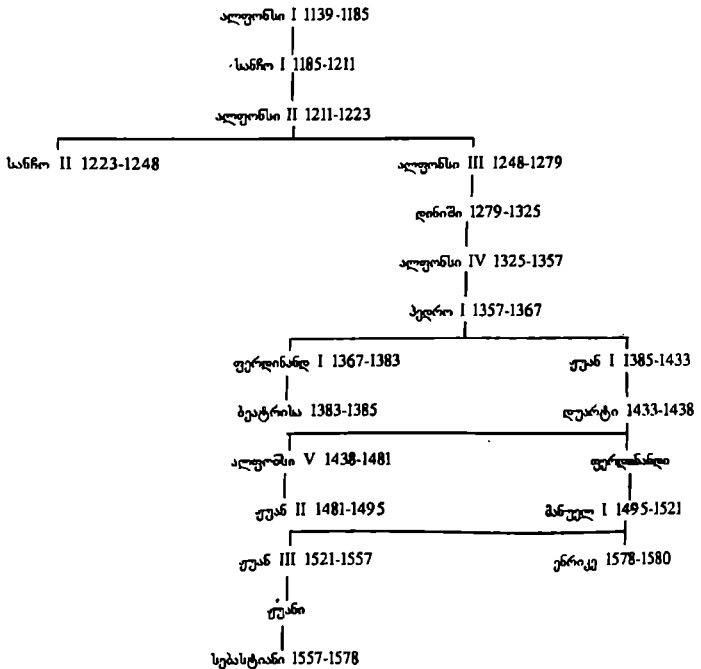 ალფონსი I 1139-1185
სანჩო I 1185-1211
ალფონსი II 1211-1223
სანჩო II 1223-1248 ალფონსი III 1248-1279
დინიში 1279-1325
ალფონსი IV 1325-1357
პედრო I 1357-1367
ფერდინანდ I 1367-1383 ჟუან I 1385-1433
ბეატრისა 1383-1385 დუარტი 1433-1438
ალფომსი V 1438-1481 ფერდინანდი
ჟუან II 1481-1495 მანუელ I 1495-1521
ჟუან III 1521-1557 ენრიკე 1578-1580
ჟუანი
სებასტიანი 1557-1578